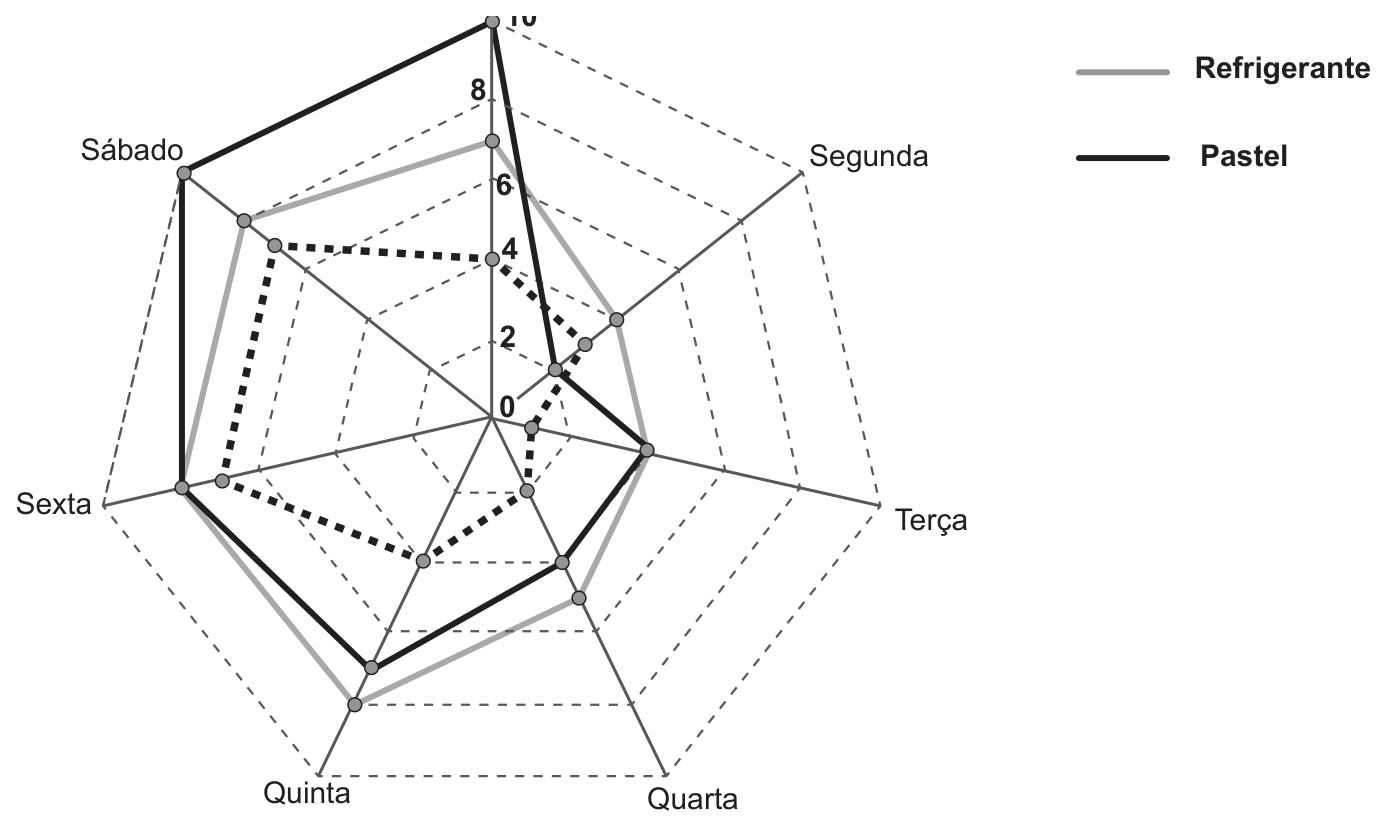 10
Refrigerante
8
Sábado
Pastel
Segunda
6
4
2
0
Sexta
Terça
Quinta
Quarta